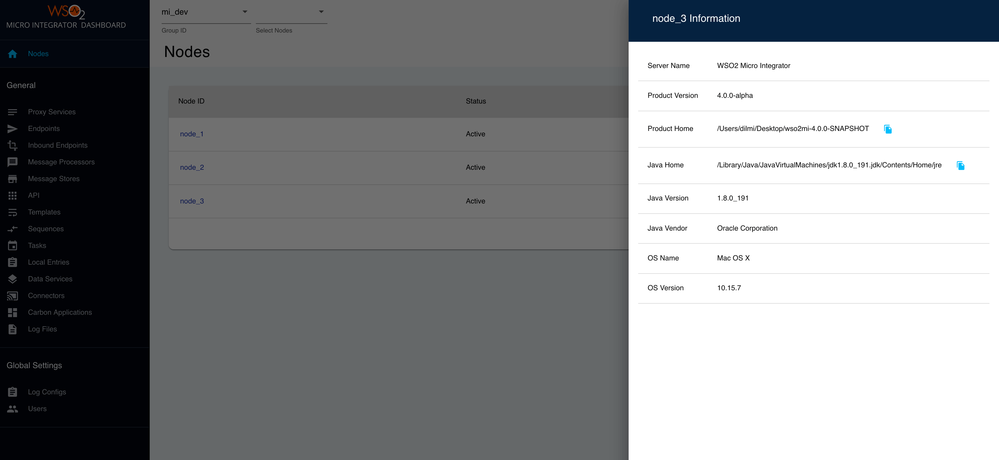 WSO2
MICRO INTEGRATOR DASHBOARD
Nodes
General
Proxy Services
Endpoints
Inbound Endpoints
Message Processors
Message Stores
API
Templates
Sequences
Tasks
Local Entries
Data Services
Connectors
Carbon Applications
Log Files
Global Settings
Log Configs
Users
mi_dev
Group ID
Select Nodes
Nodes
Node ID Status
node_1 Active
node_2 Active
node_3 Active
node_3 Information
Server Name WSO2 Micro Integrator
Product Version 4.0.0-alpha
Product Home /Users/dilmi/Desktop/wso2mi-4.0.0-SNAPSHOT
Java Home /Library/Java/JavaVirtualMachines/jdk1.8.0_191.jdk/Contents/Home/jre
Java Version 1.8.0_191
Java Vendor Oracle Corporation
OS Name Mac OS X
OS Version 10.15.7